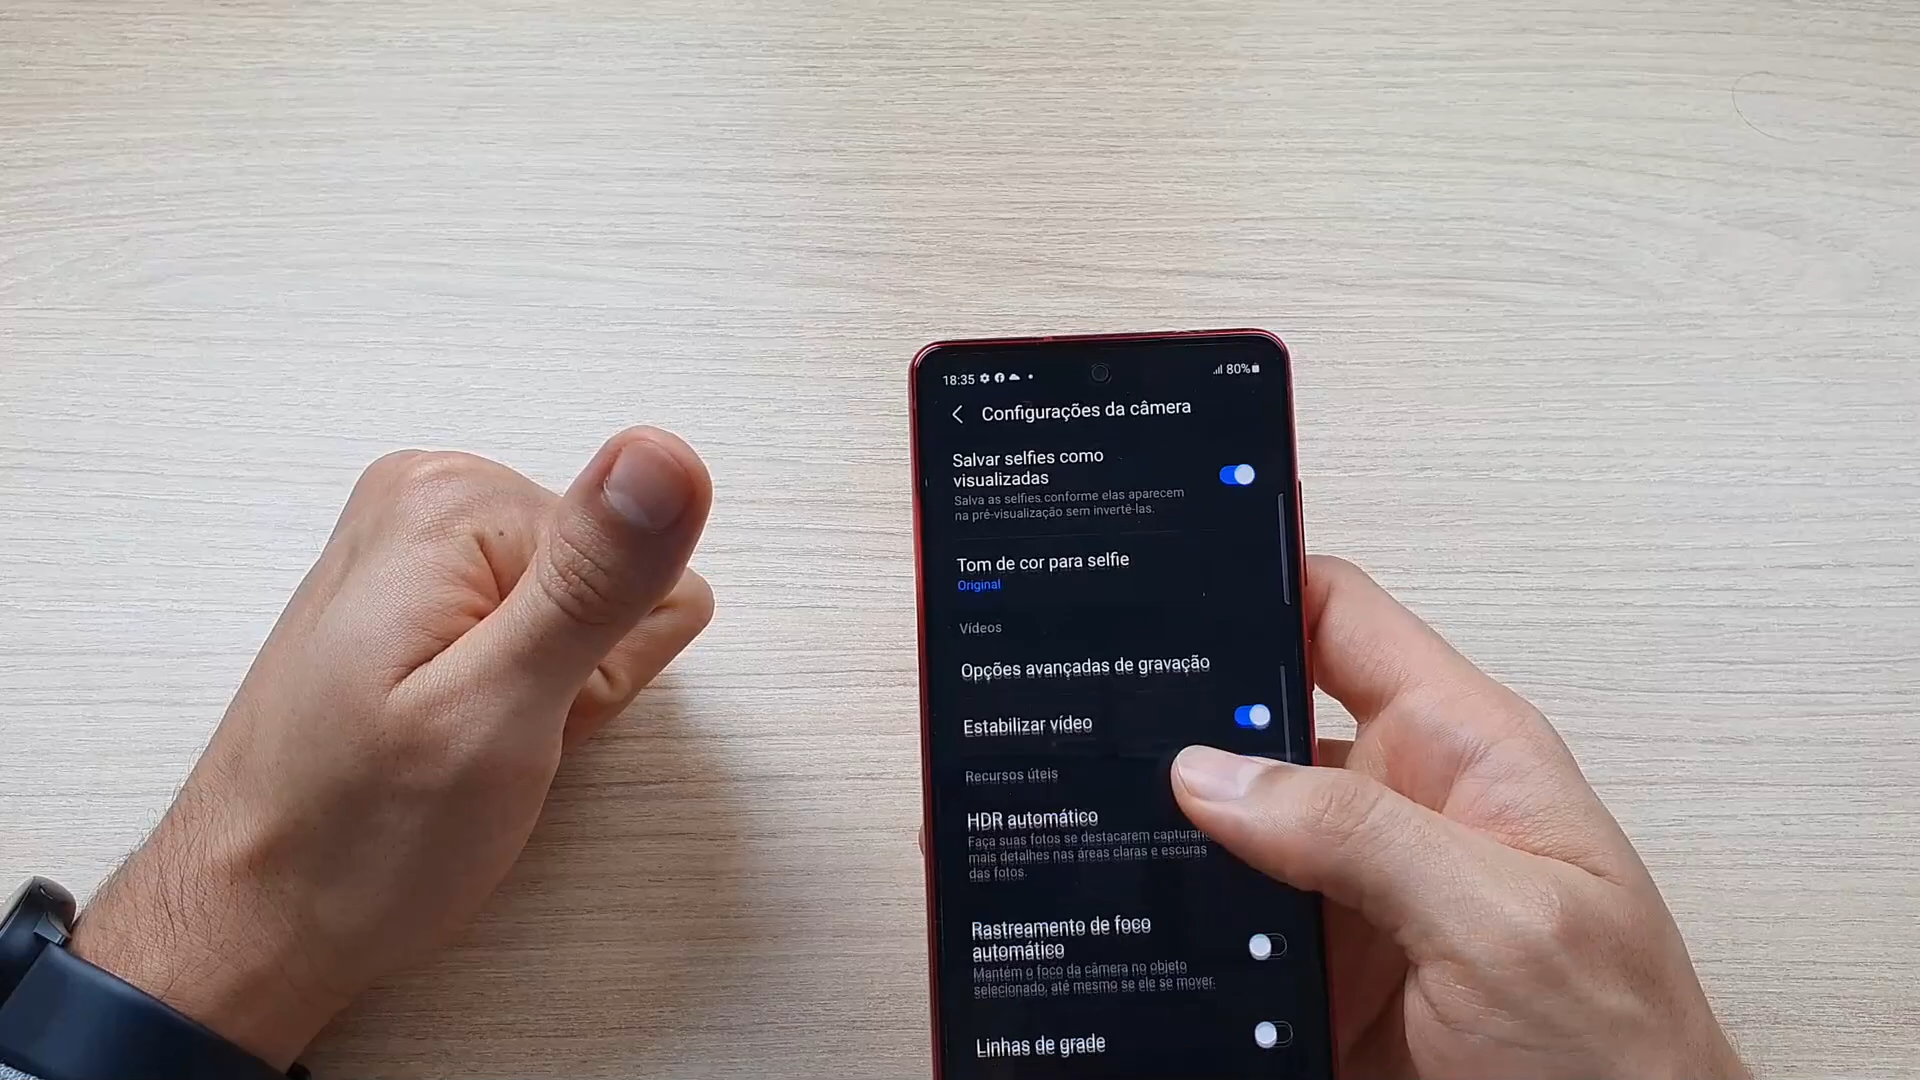 18:35
80%
Configurações da câmera
Salvar selfies como
visualizadas
Salva as selfies conforme elas aparecem
na pré-visualização sem invertê-las.
Tom de cor para selfie
Original
Vídeos
Opções avançadas de gravação
Estabilizar vídeo
Recursos úteis
HDR automático
Faça suas fotos se destacarem capturan
mais detalhes nas áreas claras e escuras
das fotos.
Rastreamento de foco
automático
Mantém o foco da câmera no objeto
selecionado, até mesmo se ele se mover.
Linhas de grade